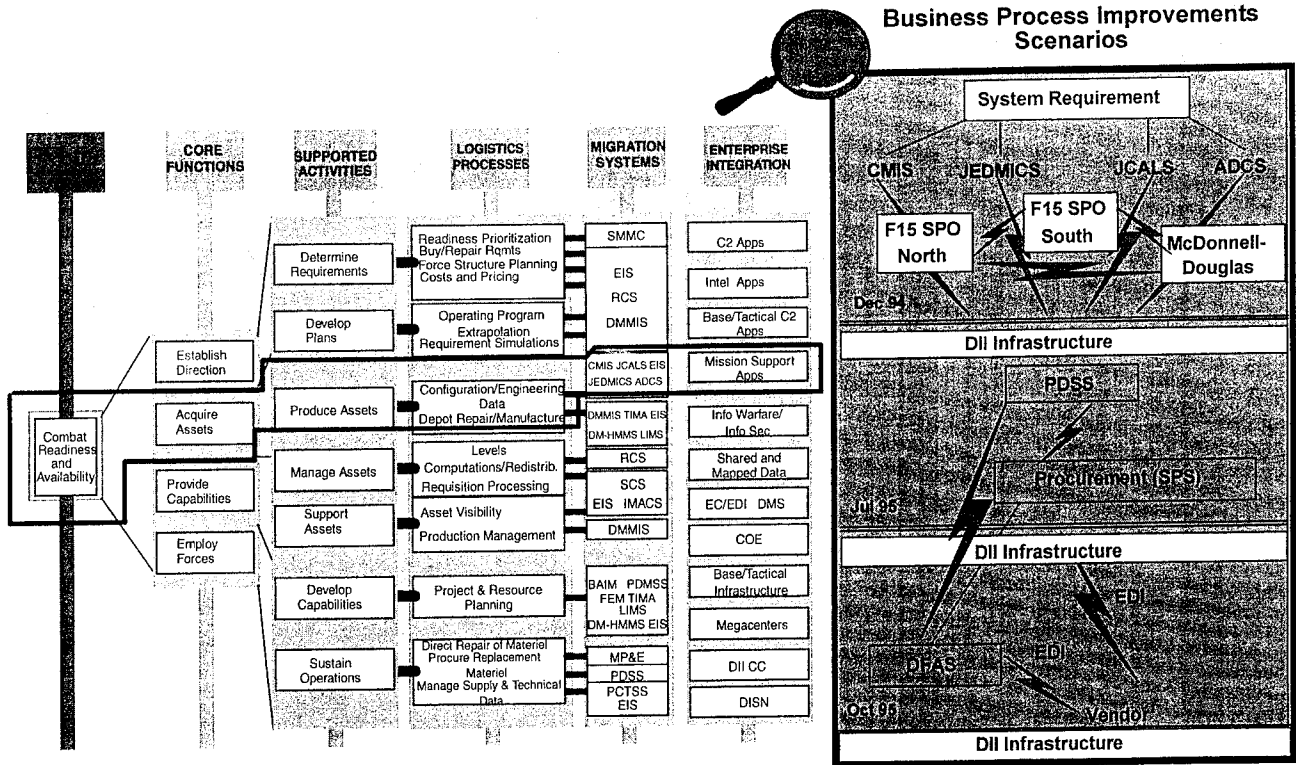 Business Process Improvements
Scenarios
CORE
FUNCTIONS
SUPPORTED
ACTIVITIES
LOGISTICS
PROCESSES
MIGRATION
SYSTEMS
ENTERPRISE
INTEGRATION
Combat
Readiness
and
Availability
Establish
Direction
Acquire
Assets
Provide
Capabilities
Employ
Forces
Determine
Requirements
Develop
Plans
Produce Assets
Manage Assets
Support
Assets
Develop
Capabilities
Sustain
Operations
Readiness Prioritization
Buy/Repair Rqmts
Force Structure Planning
Costs and Pricing
Operating Program
Extrapolation
Requirement Simulations
Configuration/Engineering
Data
Depot Repair/Manufacture
Levels
Computations/Redistrib.
Requisition Processing
Asset Visibility
Production Management
Project & Resource
Planning
Direct Repair of Materiel
Procure Replacement
Materiel
Manage Supply & Technical
Data
SMMC
EIS
RCS
DMMIS
CMIS JCALS EIS
JEDMICS ADCS
DMMIS TIMA EIS
DM-HMMS LIMS
RCS
SCS
EIS IMACS
DMMIS
BAIM PDMSS
FEM TIMA
LIMS
DM-HMMS EIS
MP&E
PDSS
PCTSS
EIS
C2 Apps
Intel Apps
Base/Tactical C2
Apps
Mission Support
Apps
Info Warfare/
Info Sec
Shared and
Mapped Data
EC/EDI DMS
COE
Base/Tactical
Infrastructure
Megacenters
DII CC
DISN
System Requirement
CMIS JEDMICS JCALS ADCS
F15 SPO
North
F15 SPO
South
McDonnell-
Douglas
Dec 94
DII Infrastructure
PDSS
Procurement (SPS)
Jul 95
DII Infrastructure
EDI
EDI
DFAS
Vendor
Oct 95
DII Infrastructure